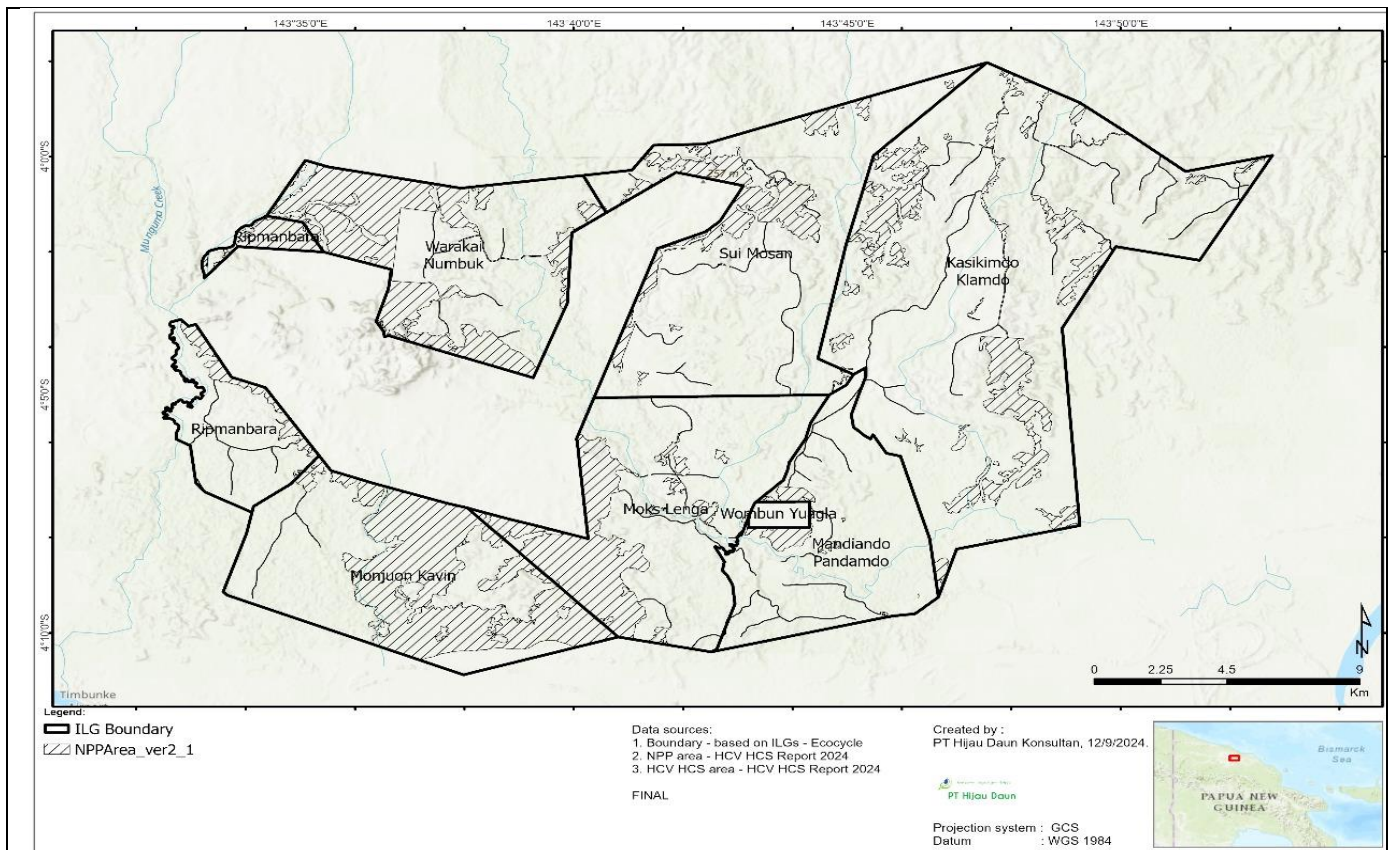 143°35'0"E
143°40'0"E
143°45'0"E
143°50'0"E
4°0'0"S
4°5'0"S
4°10'0"S
Munguma Creek
257 m
Ripmanbara
Warakai
Numbuk
Sui Mosan
Kasikimdo
Klamdo
Ripmanbara
Moks-Lenga
Wombun Yuagla
Mandiando
Pandamdo
Monjuon Kavin
N
0 2.25 4.5 9
Km
Timbunke
Legend:
ILG Boundary
NPPArea_ver2_1
Data sources:
1. Boundary - based on ILGs - Ecocycle
2. NPP area - HCV HCS Report 2024
3. HCV HCS area - HCV HCS Report 2024
FINAL
Created by :
PT Hijau Daun Konsultan, 12/9/2024.
PT Hijau Daun
Projection system : GCS
Datum : WGS 1984
Bismarck
Sea
PAPUA NEW
GUINEA